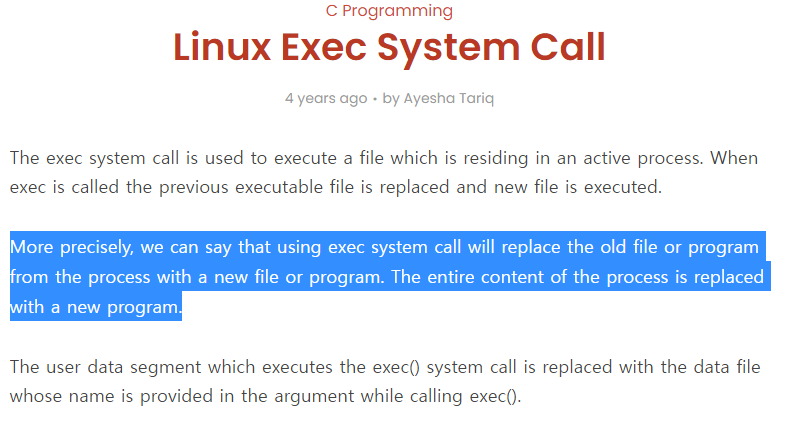 C Programming
Linux Exec System Call
4 years ago • by Ayesha Tariq
The exec system call is used to execute a file which is residing in an active process. When
exec is called the previous executable file is replaced and new file is executed.
More precisely, we can say that using exec system call will replace the old file or program
from the process with a new file or program. The entire content of the process is replaced
with a new program.
The user data segment which executes the exec() system call is replaced with the data file
whose name is provided in the argument while calling exec().